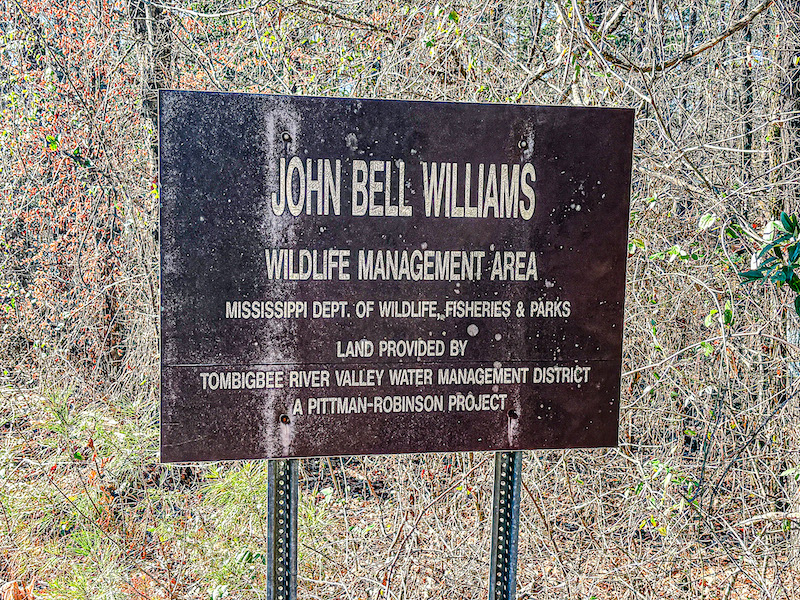 JOHN BELL WILLIAMS
WILDLIFE MANAGEMENT AREA
MISSISSIPPI DEPT. OF WILDLIFE, FISHERIES & PARKS
LAND PROVIDED BY
TOMBIGBEE RIVER VALLEY WATER MANAGEMENT DISTRICT
A PITTMAN-ROBINSON PROJECT